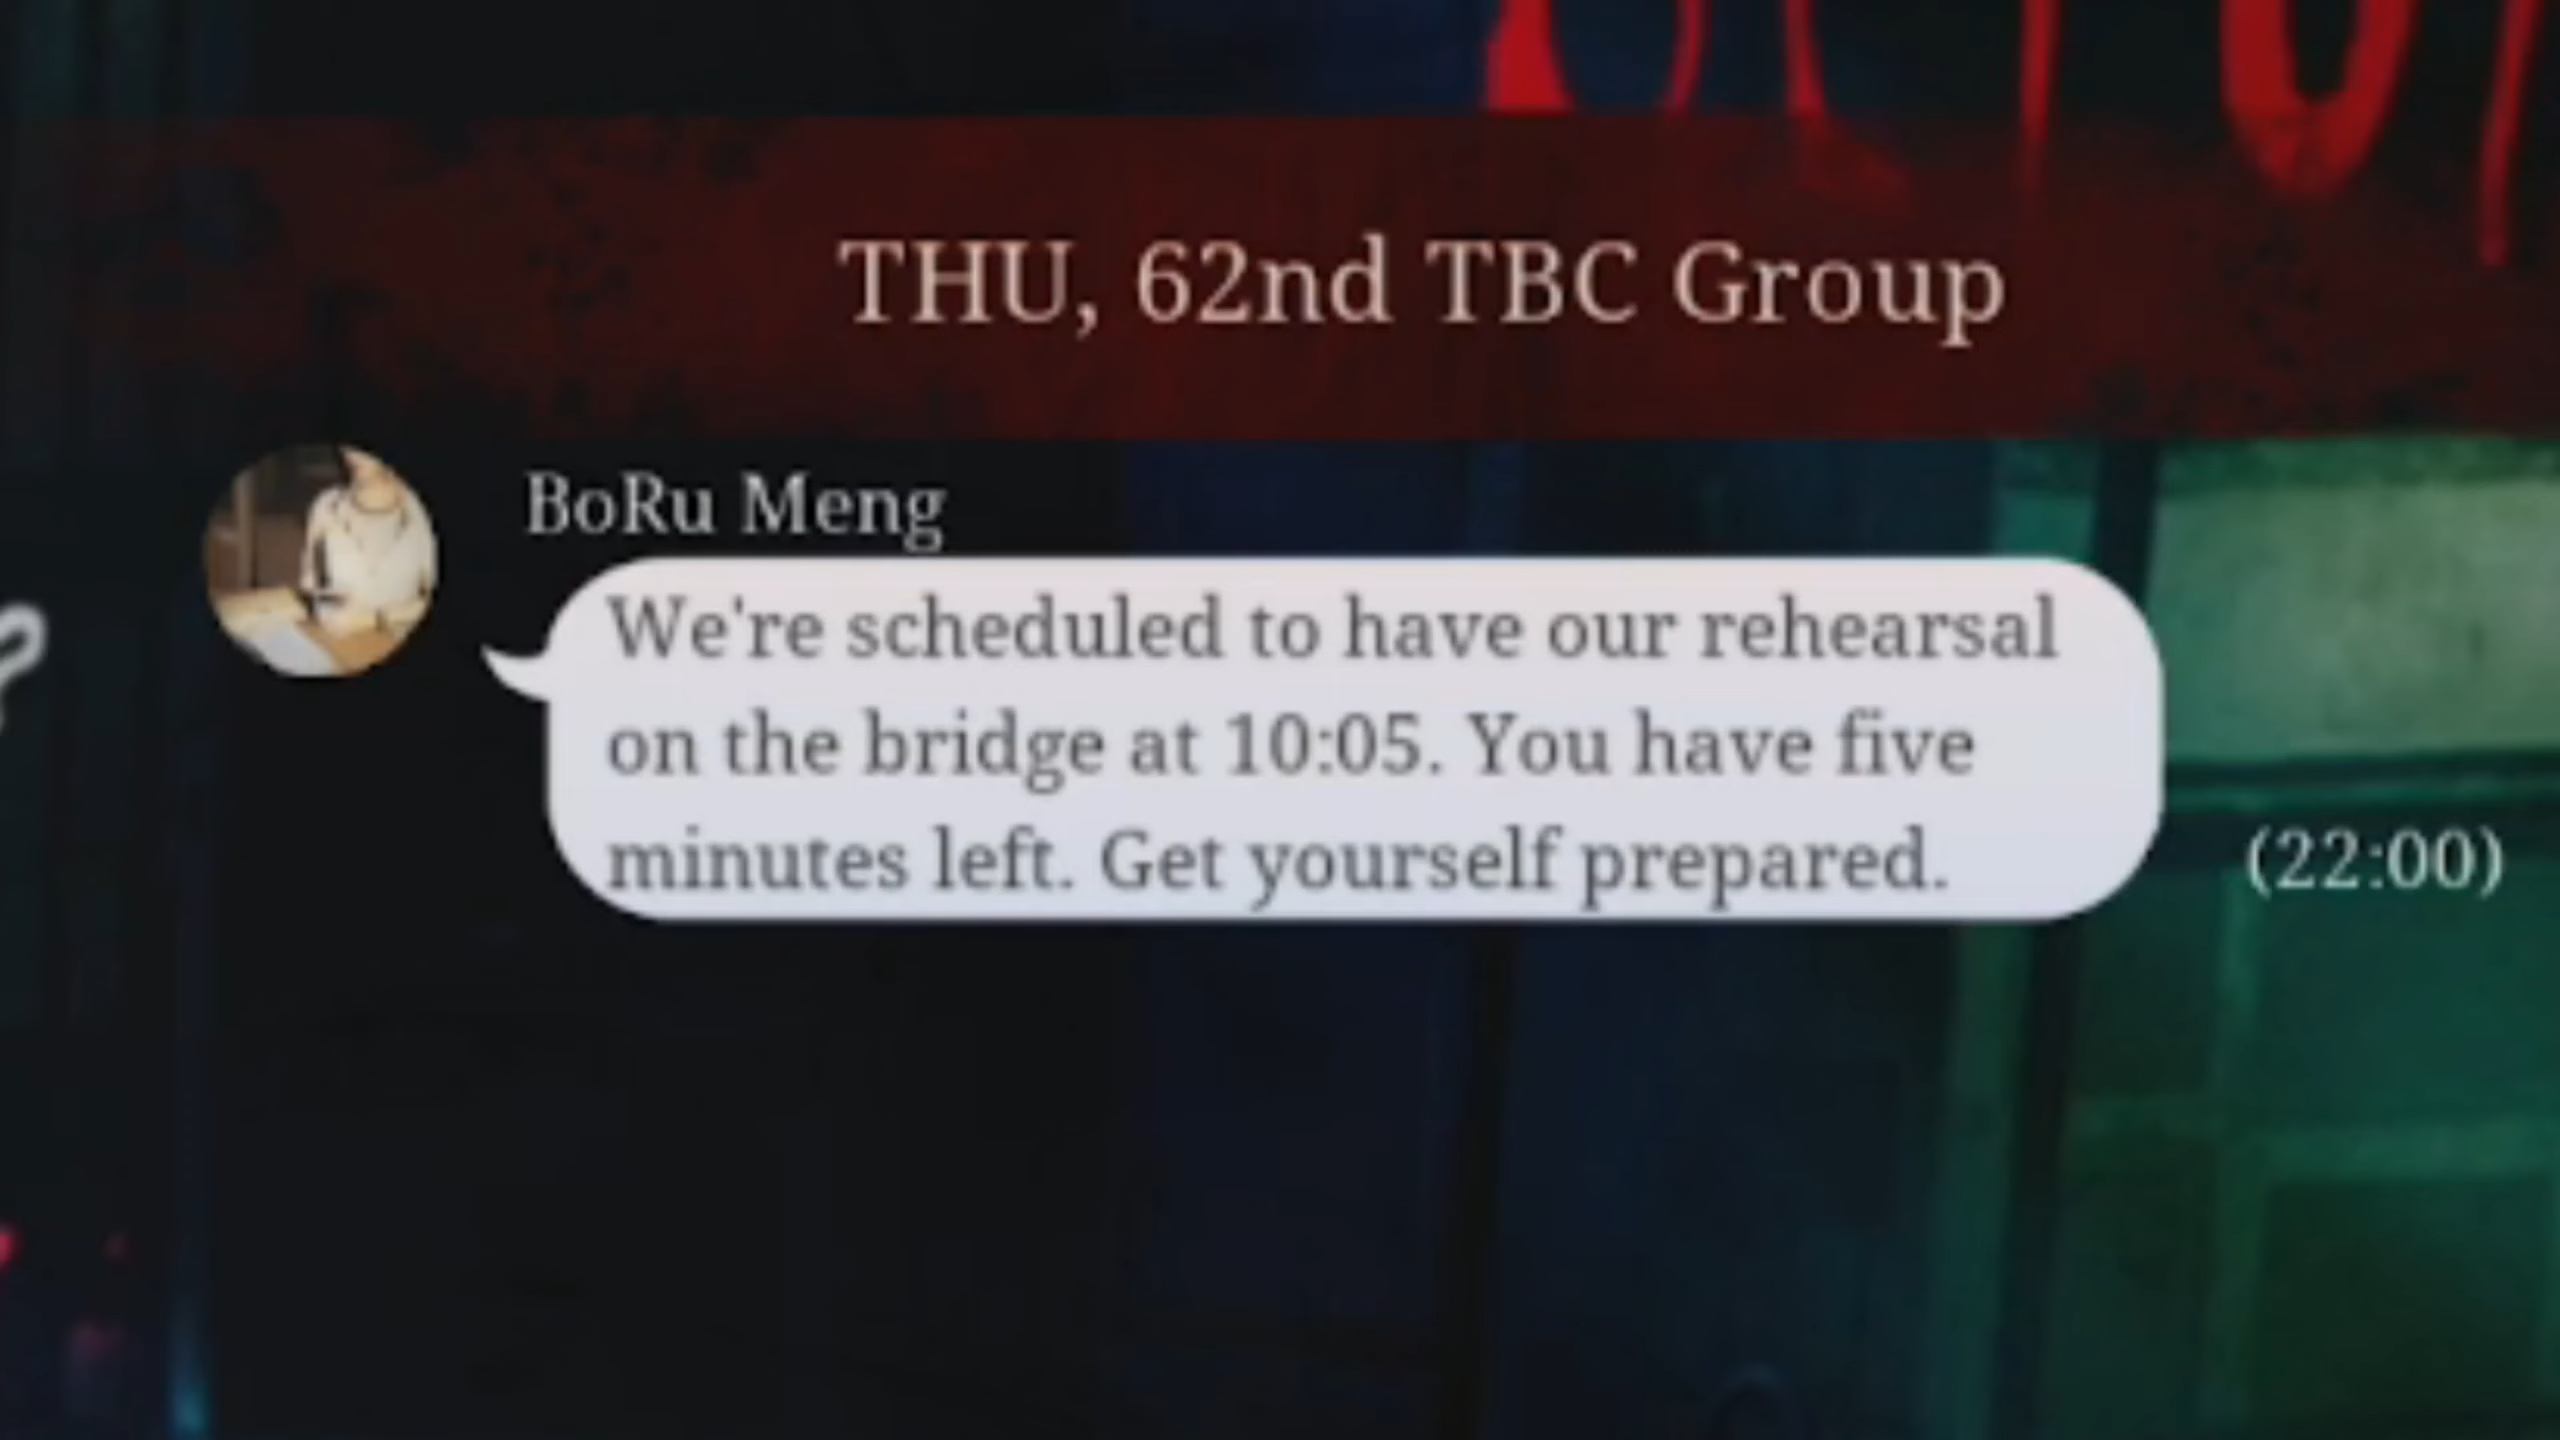 THU, 62nd TBC Group
BoRu Meng
We're scheduled to have our rehearsal
on the bridge at 10:05. You have five
minutes left. Get yourself prepared.
(22:00)